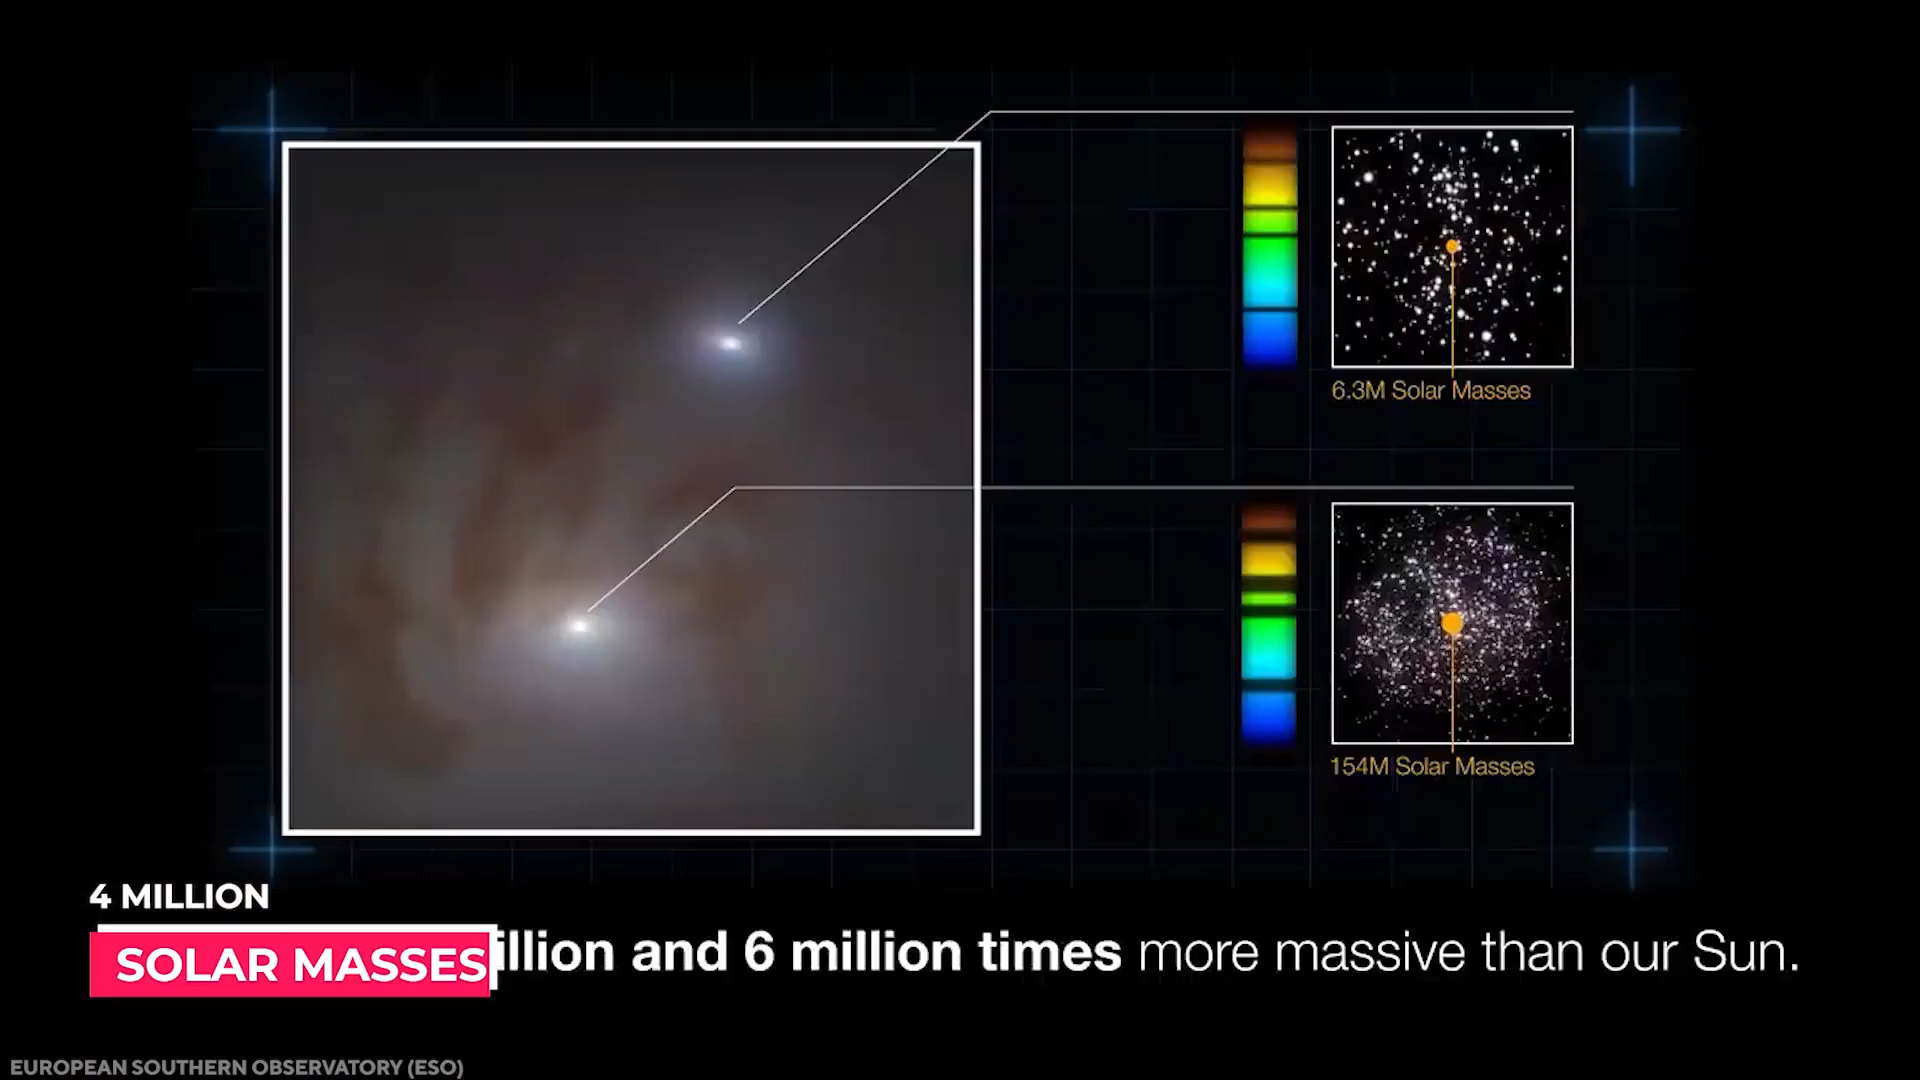 6.3M Solar Masses
154M Solar Masses
4 MILLION
SOLAR MASSES
illion and 6 million times more massive than our Sun.
EUROPEAN SOUTHERN OBSERVATORY (ESO)